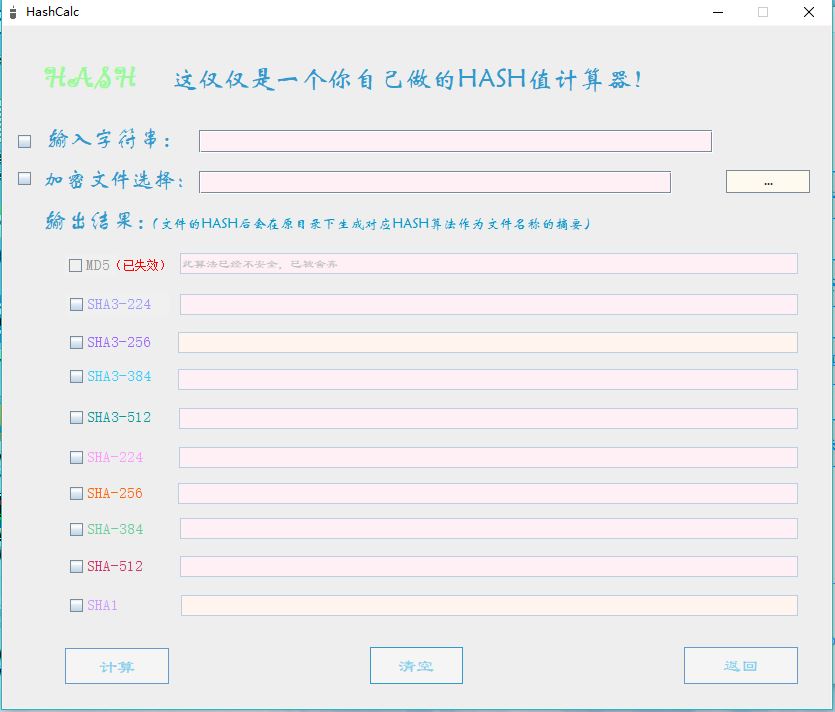 HashCalc
HASH 这仅仅是一个你自己做的HASH值计算器!
输入字符串:
加密文件选择: ...
输出结果:(文件的HASH后会在原目录下生成对应HASH算法作为文件名称的摘要)
MD5(已失效) 此算法已经不安全,已被舍弃
SHA3-224
SHA3-256
SHA3-384
SHA3-512
SHA-224
SHA-256
SHA-384
SHA-512
SHA1
计算 清空 返回